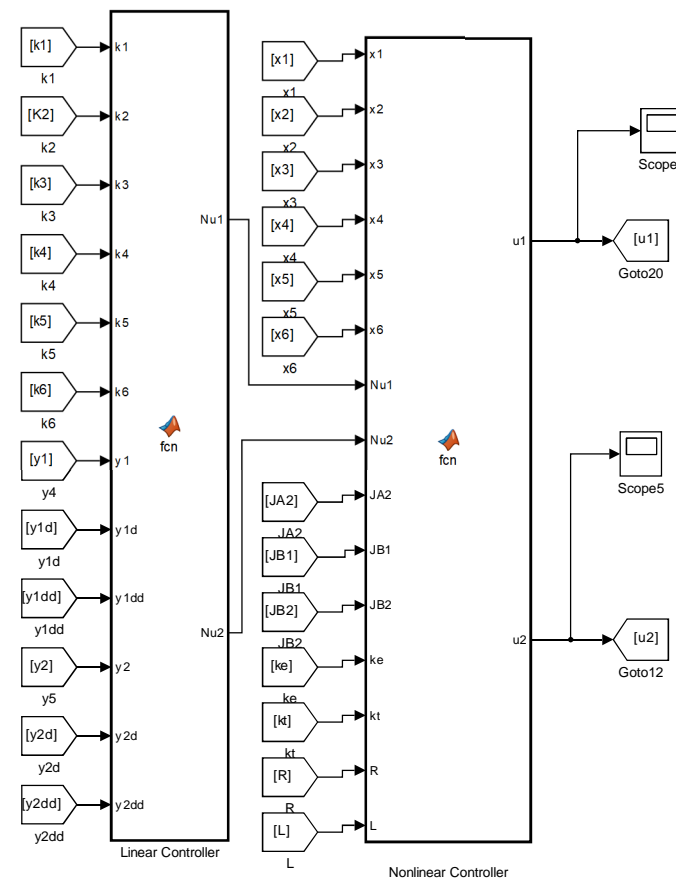 [k1]
k1
k1
[K2]
k2
k2
[k3]
k3
k3
[k4]
k4
k4
[k5]
k5
k5
[k6]
k6
k6
[y1]
y4
y1
[y1d]
y1d
y1d
[y1dd]
y1dd
y1dd
[y2]
y5
y2
[y2d]
y2d
y2d
[y2dd]
y2dd
y2dd
fcn
Nu1
Nu2
Linear Controller
[x1]
x1
x1
[x2]
x2
x2
[x3]
x3
x3
[x4]
x4
x4
[x5]
x5
x5
[x6]
x6
x6
Nu1
Nu2
[JA2]
JA2
JA2
[JB1]
JB1
JB1
[JB2]
JB2
JB2
[ke]
ke
ke
[kt]
kt
kt
[R]
R
R
[L]
L
L
fcn
u1
u2
Nonlinear Controller
Scope
[u1]
Goto20
Scope5
[u2]
Goto12